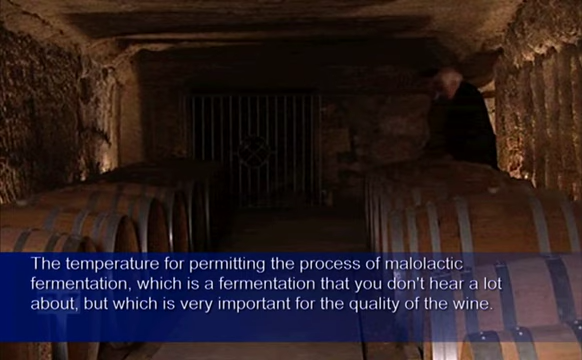 The temperature for permitting the process of malolactic
fermentation, which is a fermentation that you don't hear a lot
about, but which is very important for the quality of the wine.